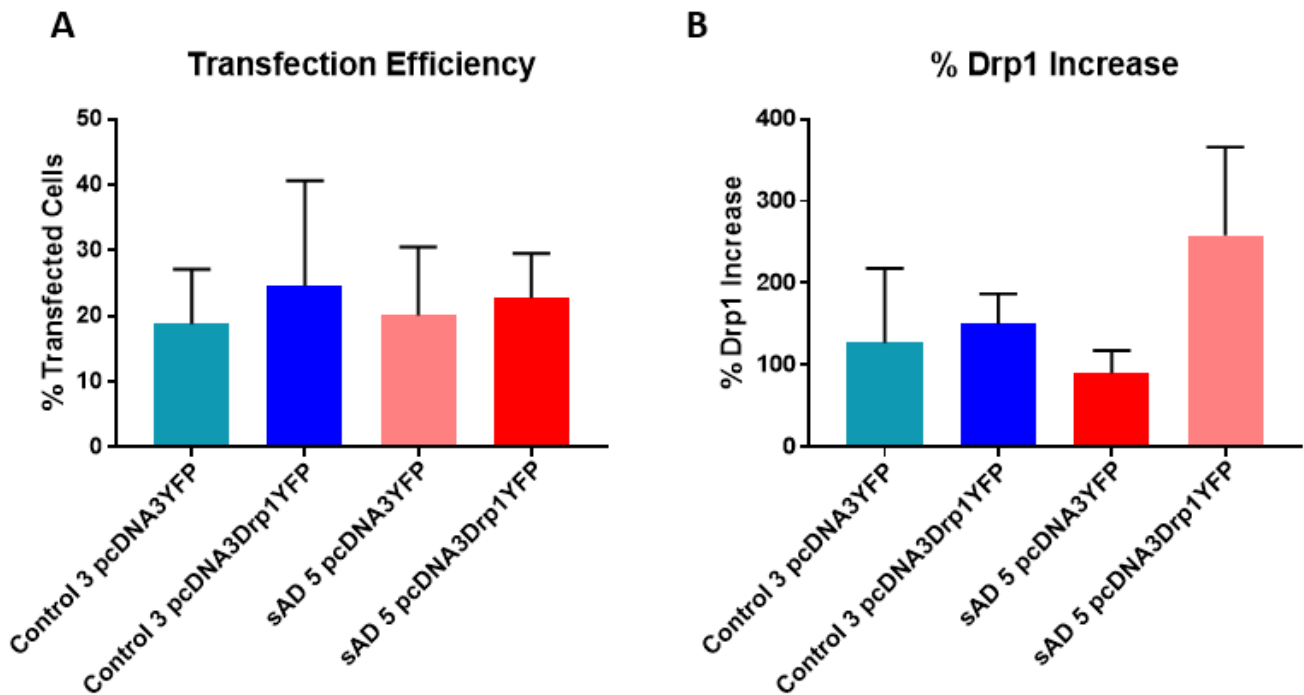 A
Transfection Efficiency
% Transfected Cells
50
40
30
20
10
0
Control 3 pcDNA3YFP
Control 3 pcDNA3Drp1YFP
sAD 5 pcDNA3YFP
sAD 5 pcDNA3Drp1YFP
B
% Drp1 Increase
% Drp1 Increase
400
300
200
100
0
Control 3 pcDNA3YFP
Control 3 pcDNA3Drp1YFP
sAD 5 pcDNA3YFP
sAD 5 pcDNA3Drp1YFP